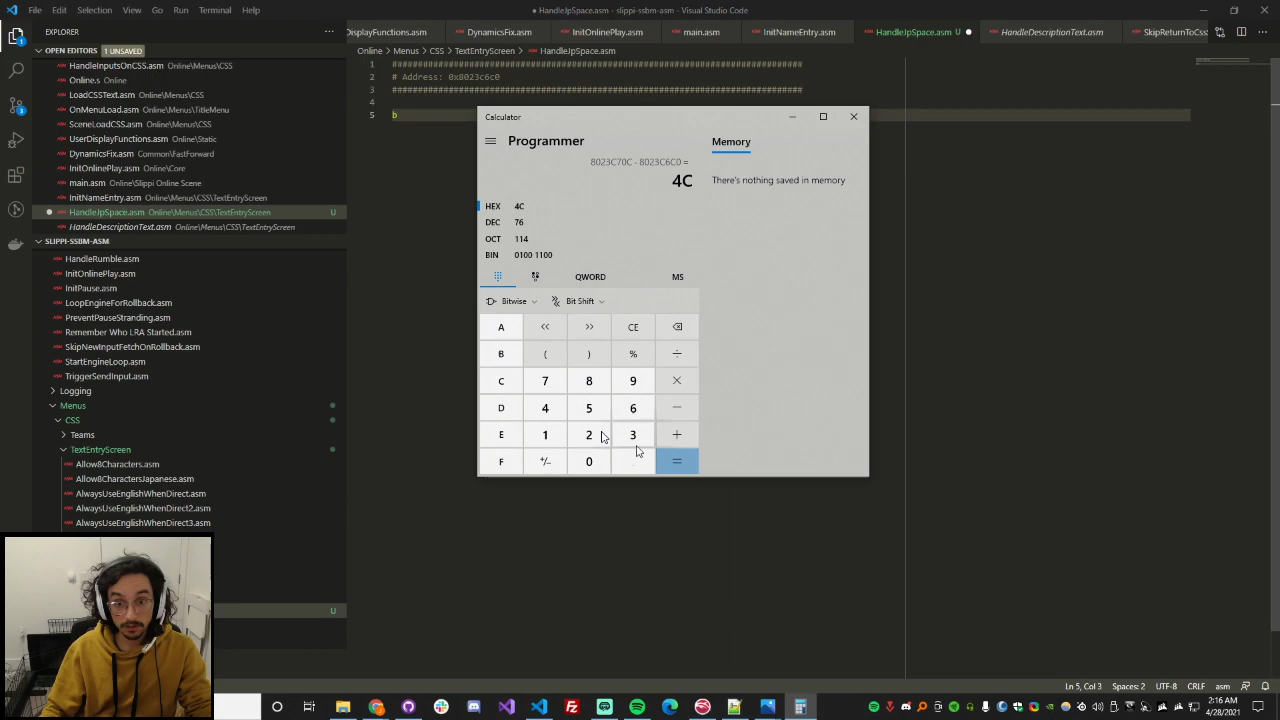 File Edit Selection View Go Run Terminal Help
● HandleJpSpace.asm - slippi-ssbm-asm - Visual Studio Code
EXPLORER
DisplayFunctions.asm DynamicsFix.asm InitOnlinePlay.asm main.asm InitNameEntry.asm HandleJpSpace.asm U ● HandleDescriptionText.asm SkipReturnToCss
OPEN EDITORS 1 UNSAVED
Online > Menus > CSS > TextEntryScreen > HandleJpSpace.asm
HandleInputsOnCSS.asm Online\Menus\CSS
Online.s Online
LoadCSSText.asm Online\Menus\CSS
OnMenuLoad.asm Online\Menus\TitleMenu
SceneLoadCSS.asm Online\Menus\CSS
UserDisplayFunctions.asm Online\Static
DynamicsFix.asm Common\FastForward
InitOnlinePlay.asm Online\Core
main.asm Online\Slippi Online Scene
InitNameEntry.asm Online\Menus\CSS\TextEntryScreen
HandleJpSpace.asm Online\Menus\CSS\TextEntryScreen U
HandleDescriptionText.asm Online\Menus\CSS\TextEntryScreen
SLIPPI-SSBM-ASM
HandleRumble.asm
InitOnlinePlay.asm
InitPause.asm
LoopEngineForRollback.asm
PreventPauseStranding.asm
Remember Who LRA Started.asm
SkipNewInputFetchOnRollback.asm
StartEngineLoop.asm
TriggerSendInput.asm
Logging
Menus
CSS
Teams
TextEntryScreen
Allow8Characters.asm
Allow8CharactersJapanese.asm
AlwaysUseEnglishWhenDirect.asm
AlwaysUseEnglishWhenDirect2.asm
AlwaysUseEnglishWhenDirect3.asm
U
1 ################################################################################
2 # Address: 0x8023c6c0
3 ################################################################################
4
5 b
Calculator
Programmer
Memory
8023C70C - 8023C6C0 =
4C
There's nothing saved in memory
HEX 4C
DEC 76
OCT 114
BIN 0100 1100
QWORD MS
Bitwise Bit Shift
A << >> CE
B ( ) % ÷
C 7 8 9 ×
D 4 5 6 −
E 1 2 3 +
F +/− 0 . =
Ln 5, Col 3 Spaces: 2 UTF-8 CRLF asm
2:16 AM
4/28/2021